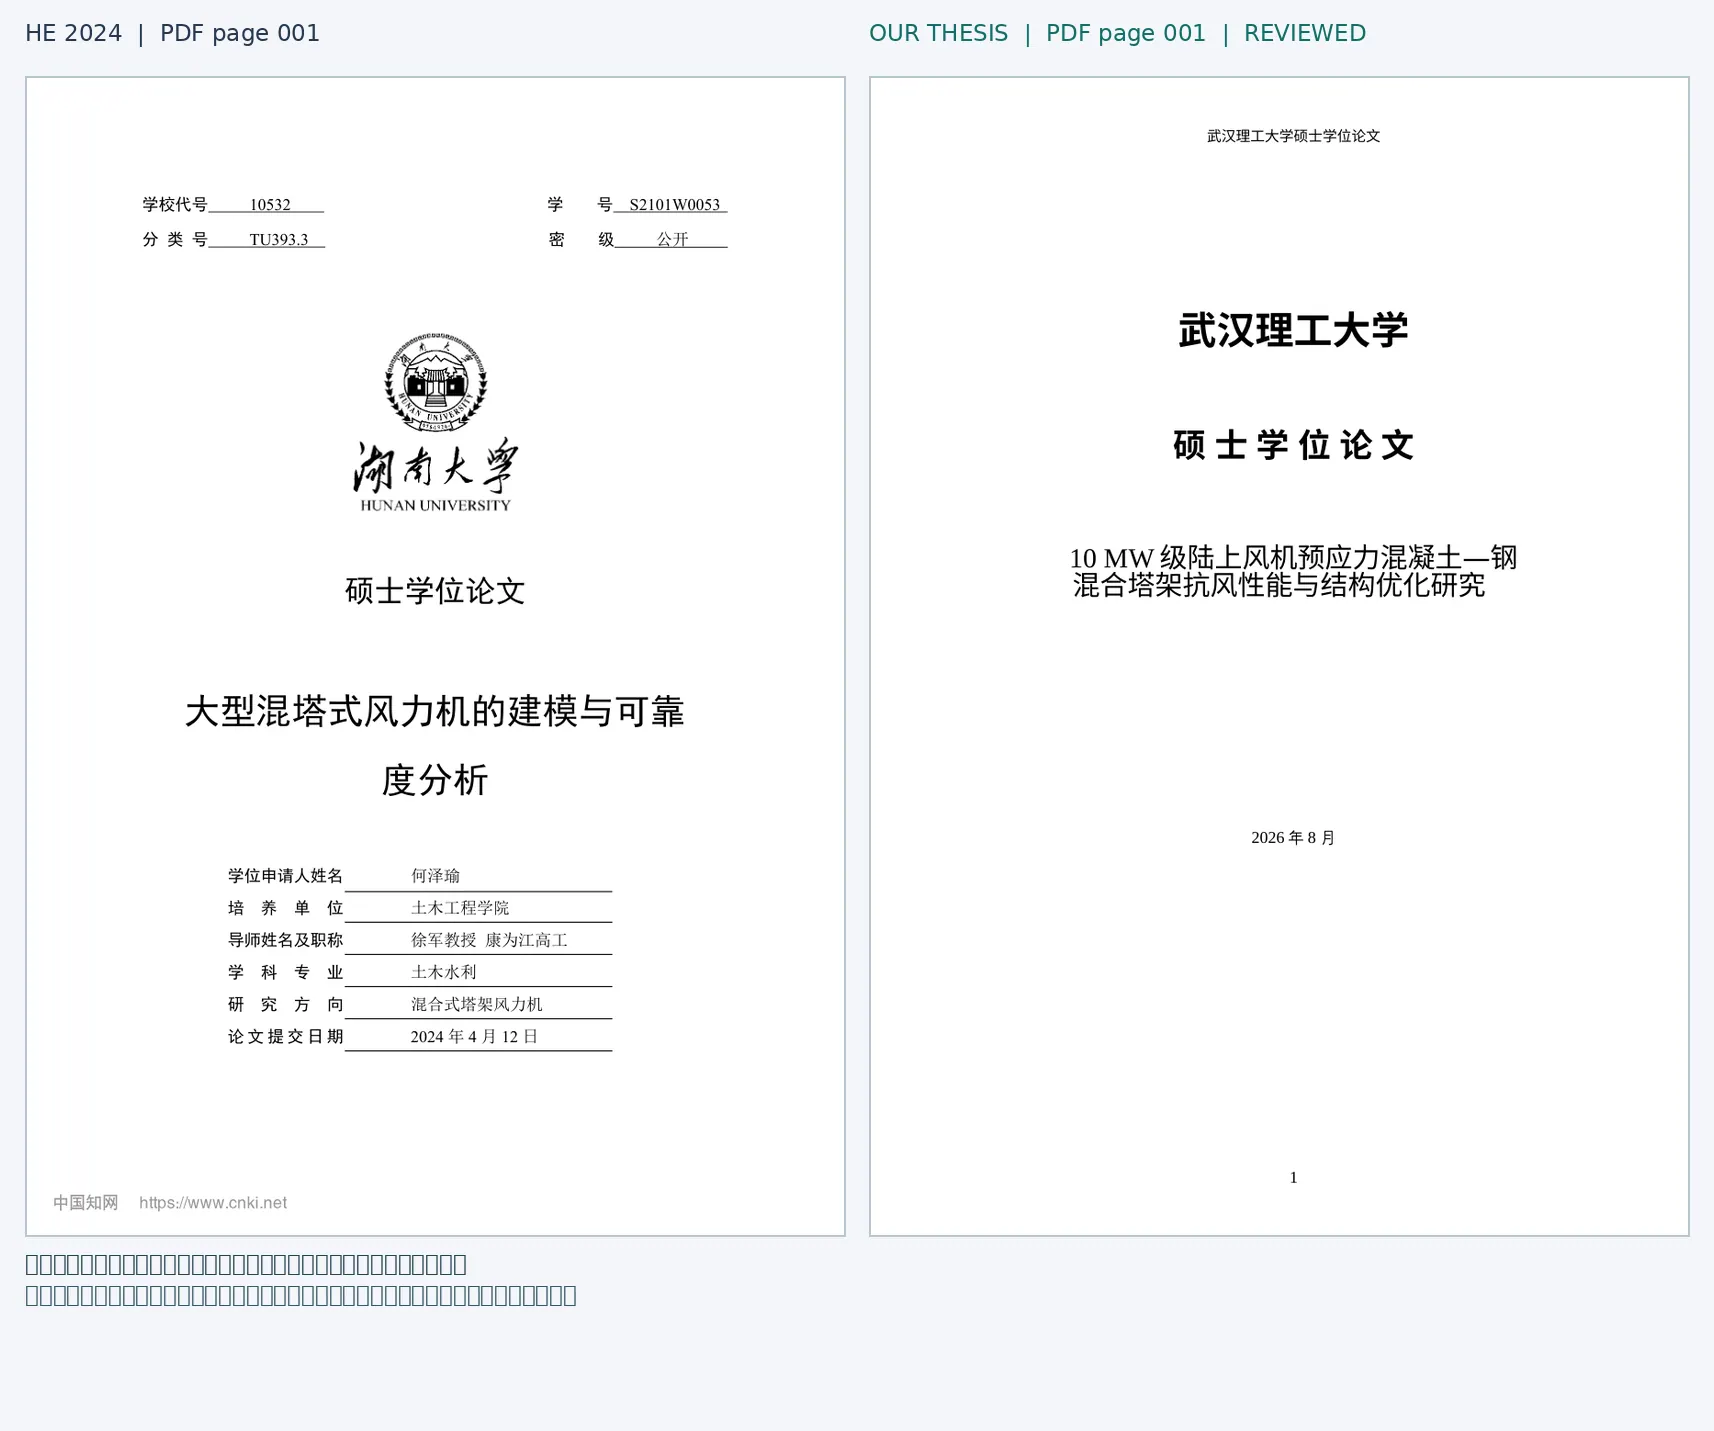 HE 2024 | PDF page 001
学校代号 10532 学 号 S2101W0053
分 类 号 TU393.3 密 级 公开
湖南大学
HUNAN UNIVERSITY
湖南大学
HUNAN UNIVERSITY
硕士学位论文
大型混塔式风力机的建模与可靠
度分析
学位申请人姓名 何泽瑜
培 养 单 位 土木工程学院
导师姓名及职称 徐军教授 康为江高工
学 科 专 业 土木水利
研 究 方 向 混合式塔架风力机
论文提交日期 2024 年 4 月 12 日
中国知网 https://www.cnki.net
OUR THESIS | PDF page 001 | REVIEWED
武汉理工大学硕士学位论文
武汉理工大学
硕 士 学 位 论 文
10 MW 级陆上风机预应力混凝土—钢
混合塔架抗风性能与结构优化研究
2026 年 8 月
1